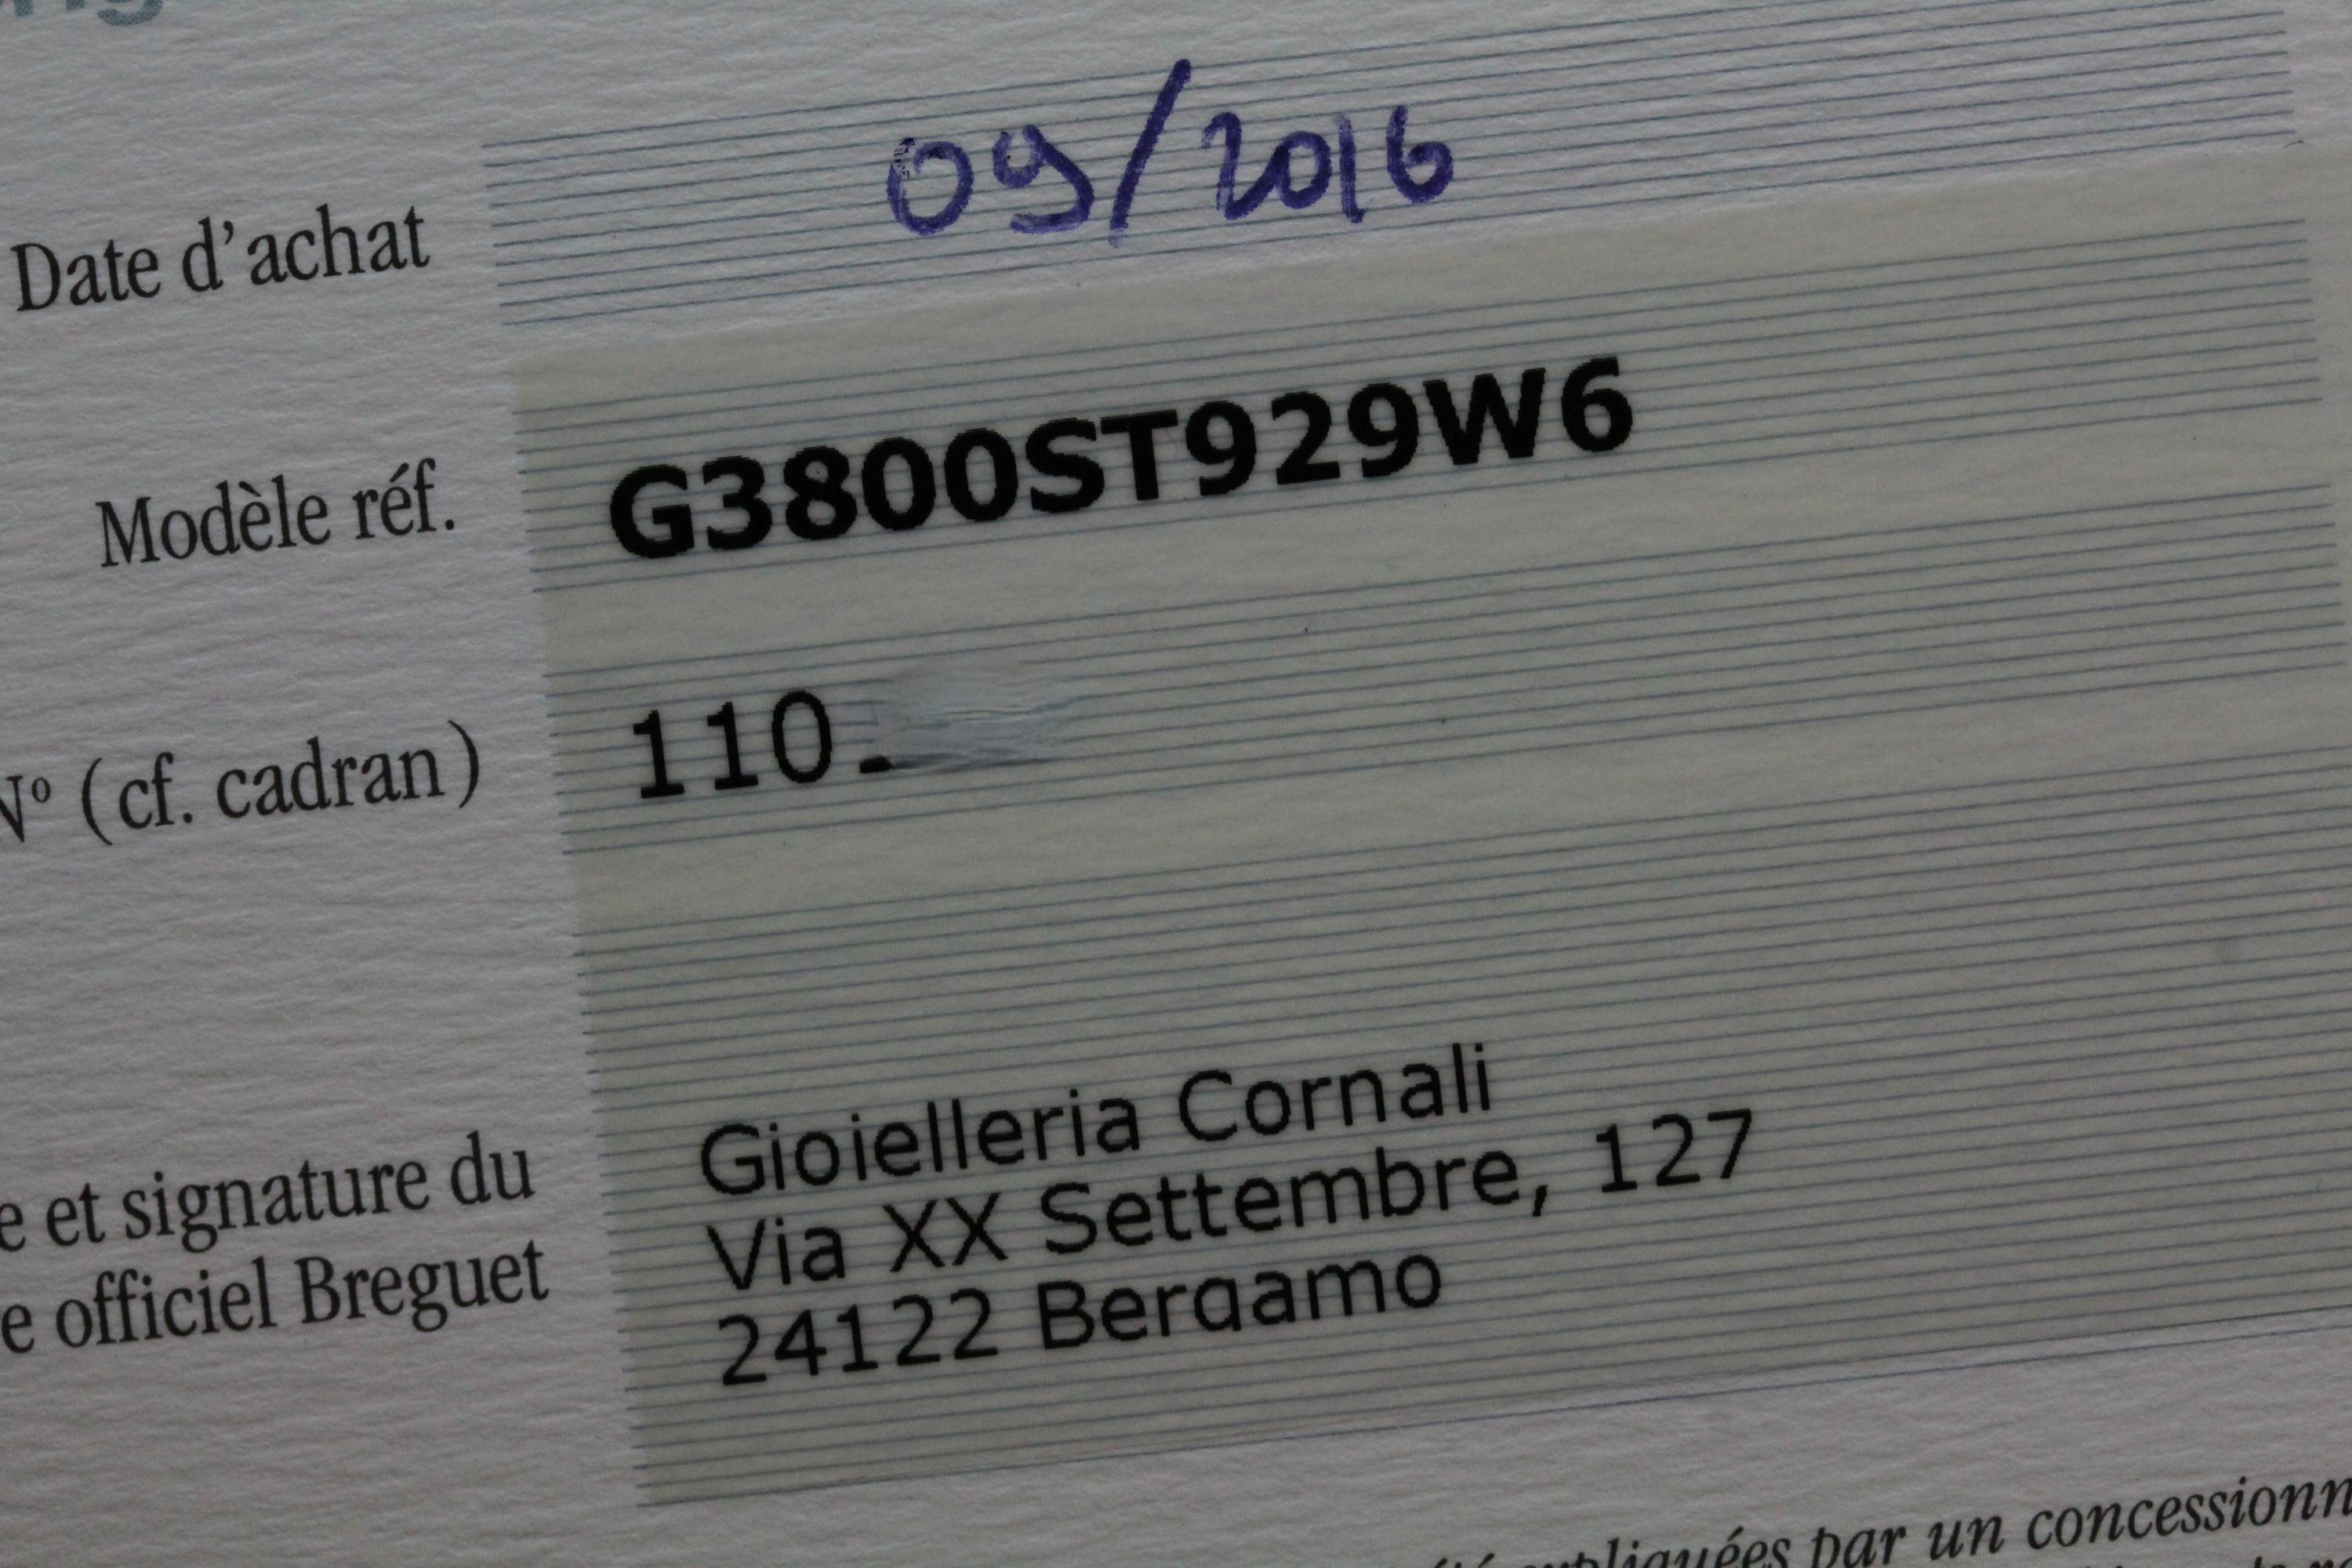 Date d'achat 09/2016
Modèle réf. G3800ST929W6
N° (cf. cadran) 110
et signature du
officiel Breguet
Gioielleria Cornali
Via XX Settembre, 127
24122 Bergamo
par un